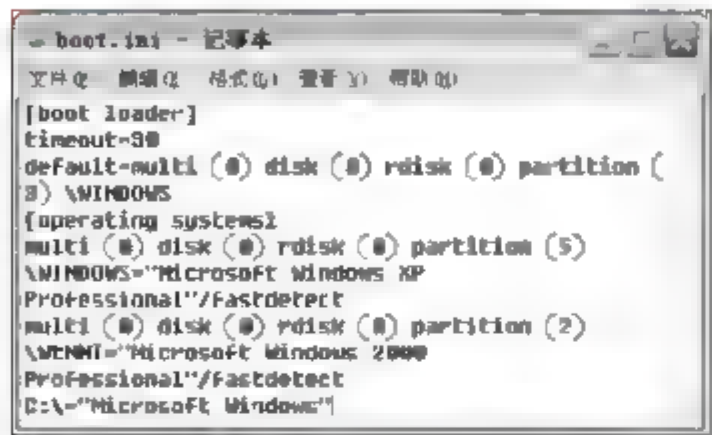 boot.ini - 记事本
文件(F) 编辑(E) 格式(O) 查看(V) 帮助(H)
[boot loader]
timeout=30
default=multi (0) disk (0) rdisk (0) partition (
) \WINDOWS
[operating systems]
multi (0) disk (0) rdisk (0) partition (5)
\WINDOWS="Microsoft Windows XP
Professional"/fastdetect
multi (0) disk (0) rdisk (0) partition (2)
\WINNT="Microsoft Windows 2000
Professional"/fastdetect
C:\="Microsoft Windows"